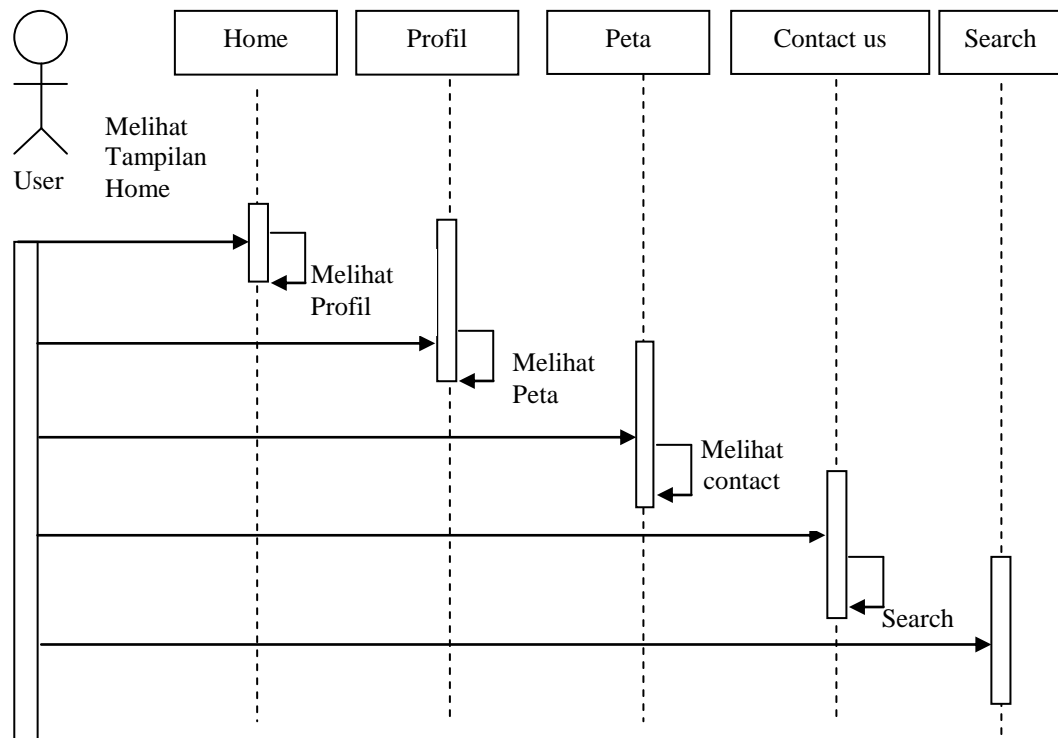 Home
Profil
Peta
Contact us
Search
User
Melihat
Tampilan
Home
Melihat
Profil
Melihat
Peta
Melihat
contact
Search